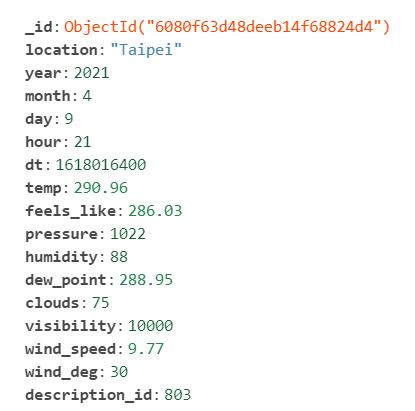 _id: ObjectId("6080f63d48deeb14f68824d4")
location: "Taipei"
year: 2021
month: 4
day: 9
hour: 21
dt: 1618016400
temp: 290.96
feels_like: 286.03
pressure: 1022
humidity: 88
dew_point: 288.95
clouds: 75
visibility: 10000
wind_speed: 9.77
wind_deg: 30
description_id: 803